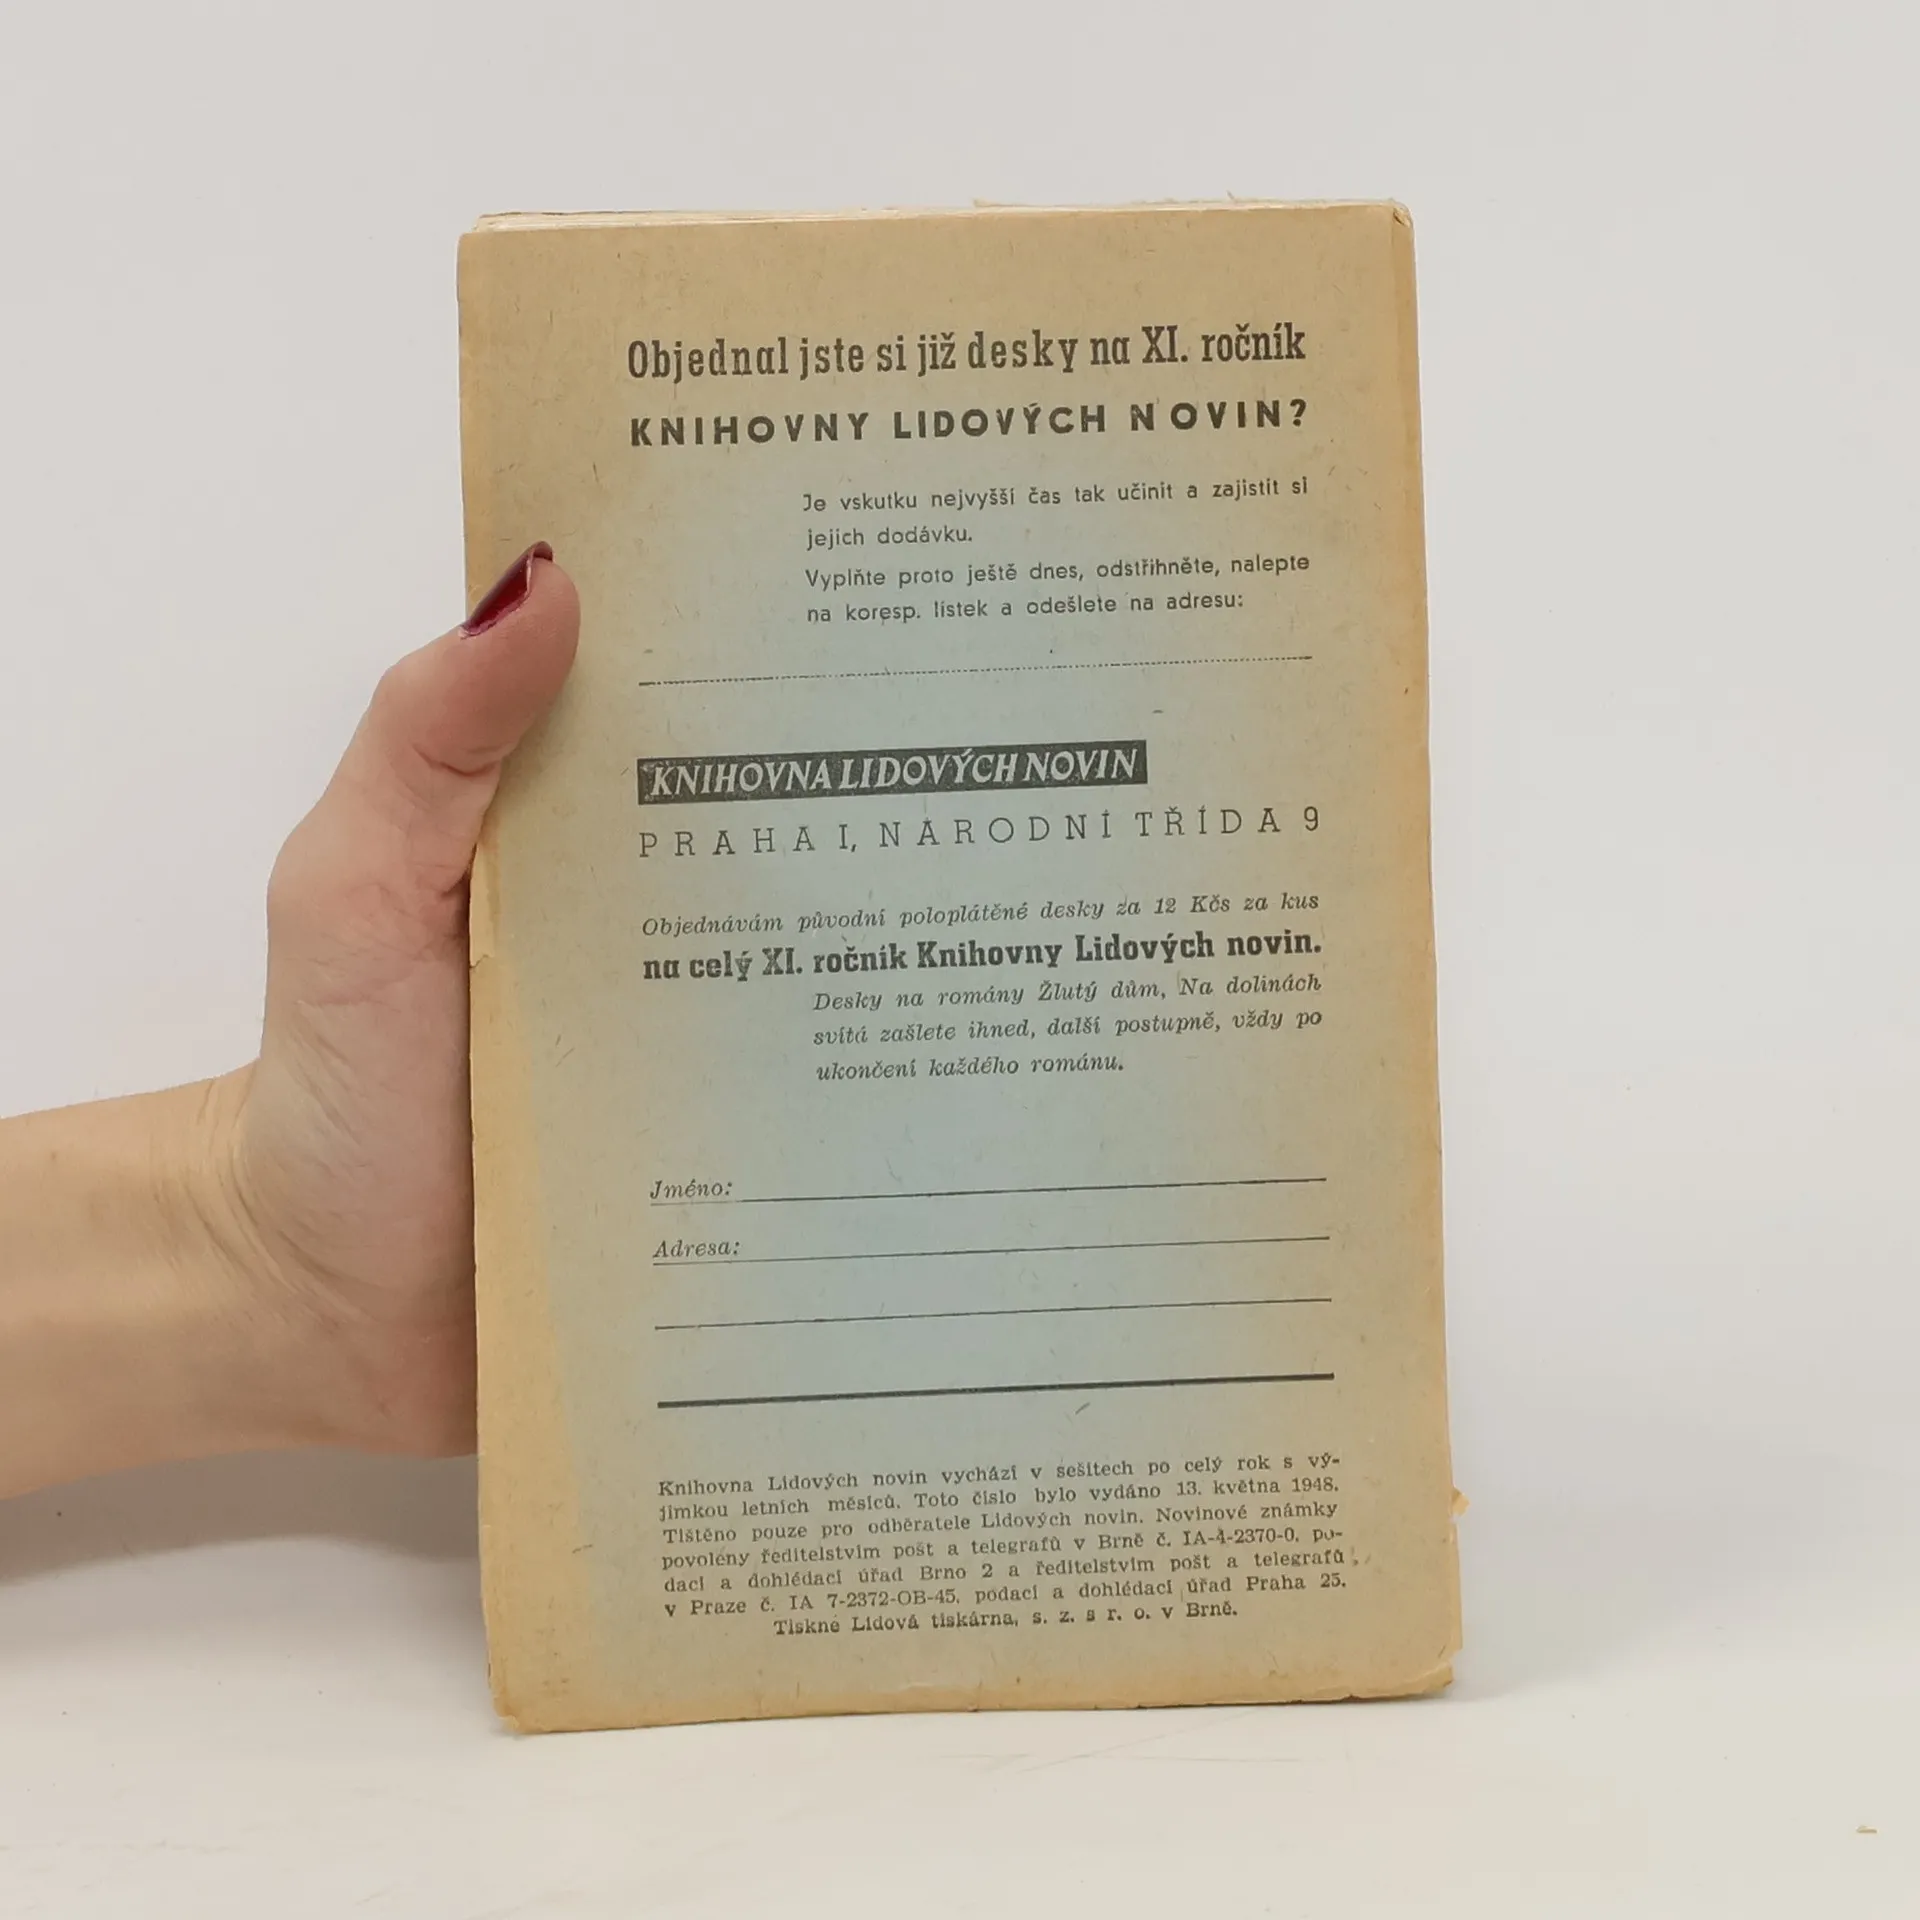 Objednal jste si již desky na XI. ročník
KNIHOVNY LIDOVÝCH NOVIN?
Je vskutku nejvyšší čas tak učinit a zajistit si
jejich dodávku.
Vyplňte proto ještě dnes, odstřihněte, nalepte
na koresp. lístek a odešlete na adresu:
KNIHOVNA LIDOVÝCH NOVIN
PRAHA I, NÁRODNÍ TŘÍDA 9
Objednávám původní poloplátěné desky za 12 Kčs za kus
na celý XI. ročník Knihovny Lidových novin.
Desky na romány Žlutý dům, Na dolinách
svítá zašlete ihned, další postupně, vždy po
ukončení každého románu.
Jméno:
Adresa:
Knihovna Lidových novin vychází v sešitech po celý rok s vý-
jimkou letních měsíců. Toto číslo bylo vydáno 13. května 1948.
Tištěno pouze pro odběratele Lidových novin. Novinové známky
povoleny ředitelstvím pošt a telegrafů v Brně č. IA-4-2370-0, po-
dací a dohlédací úřad Brno 2 a ředitelstvím pošt a telegrafů
v Praze č. IA 7-2372-OB-45, podací a dohlédací úřad Praha 25.
Tiskne Lidová tiskárna, s. z. s r. o. v Brně.